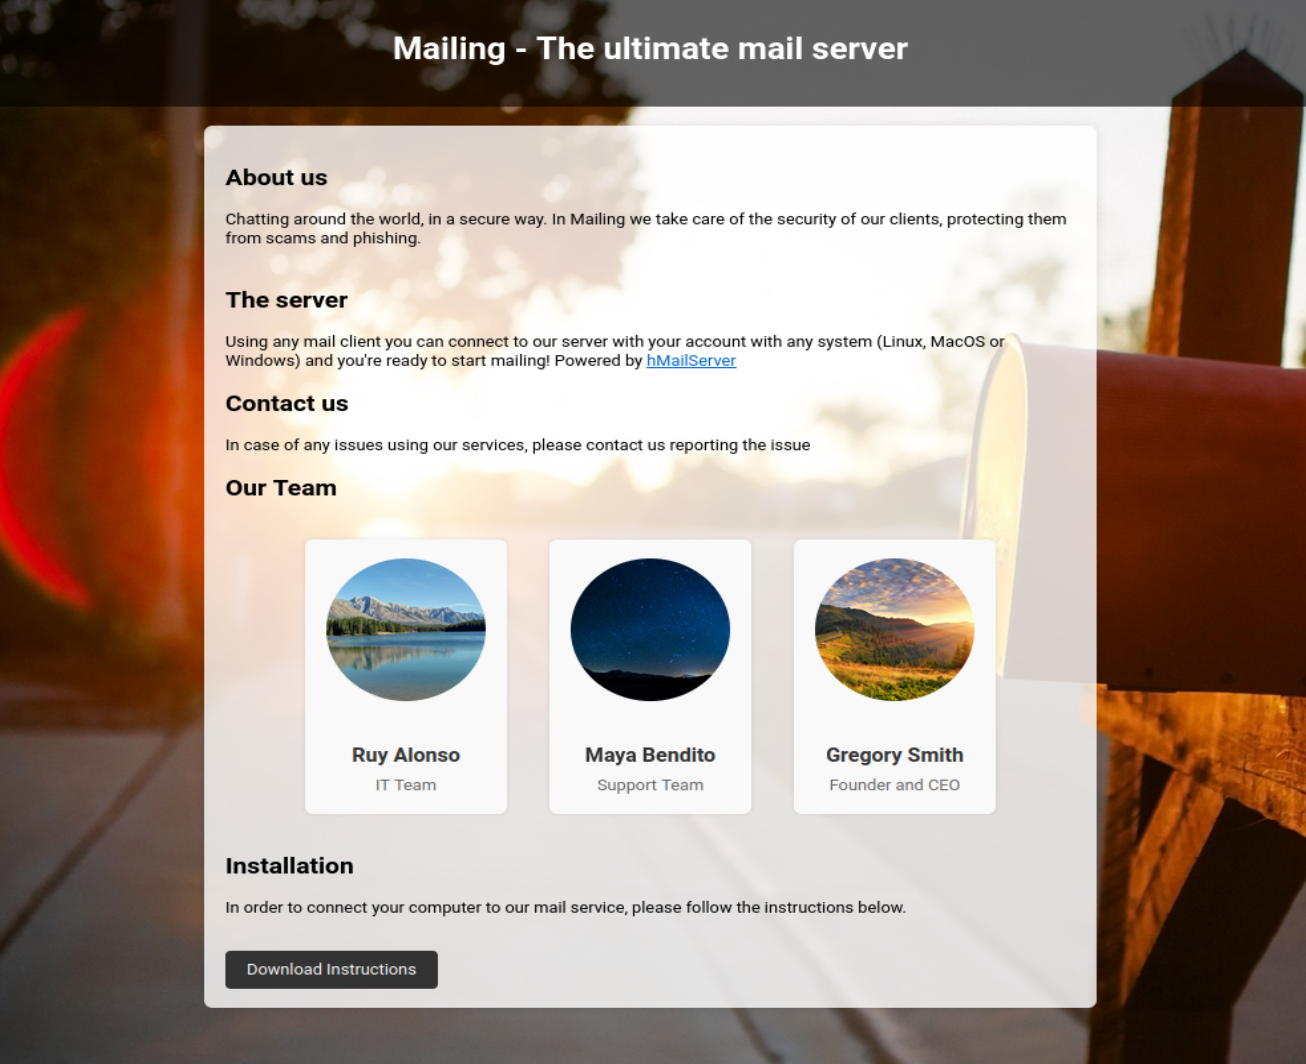 Mailing - The ultimate mail server
About us
Chatting around the world, in a secure way. In Mailing we take care of the security of our clients, protecting them
from scams and phishing.
The server
Using any mail client you can connect to our server with your account with any system (Linux, MacOS or
Windows) and you're ready to start mailing! Powered by hMailServer
Contact us
In case of any issues using our services, please contact us reporting the issue
Our Team
Ruy Alonso
IT Team
Maya Bendito
Support Team
Gregory Smith
Founder and CEO
Installation
In order to connect your computer to our mail service, please follow the instructions below.
Download Instructions